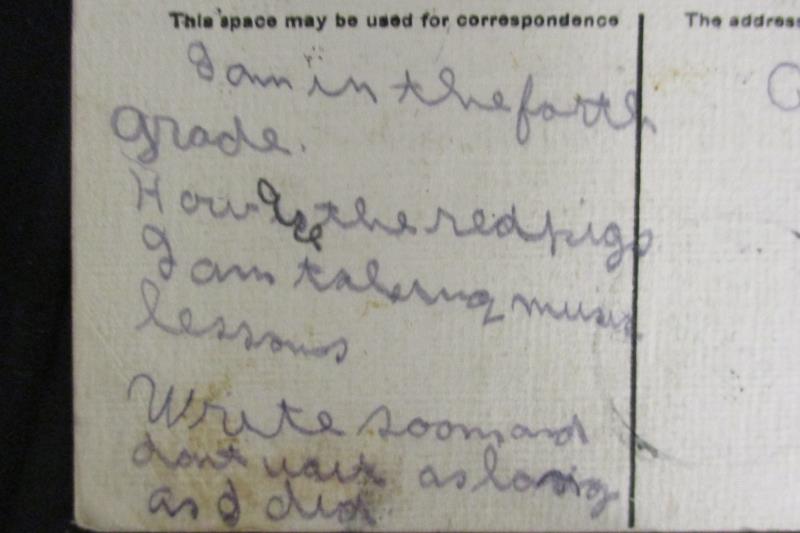 This space may be used for correspondence
The address
I am in the forth
grade.
How are the red pigs
I am taking music
lessons
Write soon and
dont wait as long
as I did